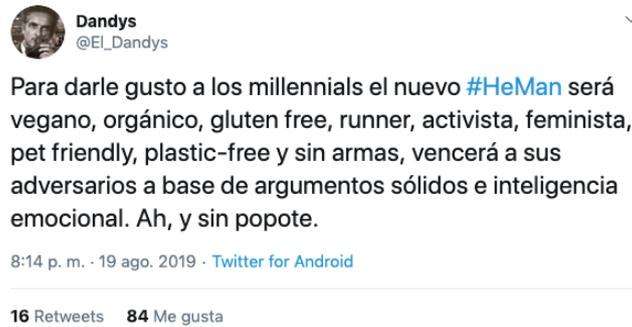 Dandys
@El_Dandys
Para darle gusto a los millennials el nuevo #HeMan será
vegano, orgánico, gluten free, runner, activista, feminista,
pet friendly, plastic-free y sin armas, vencerá a sus
adversarios a base de argumentos sólidos e inteligencia
emocional. Ah, y sin popote.
8:14 p. m. · 19 ago. 2019 · Twitter for Android
16 Retweets 84 Me gusta